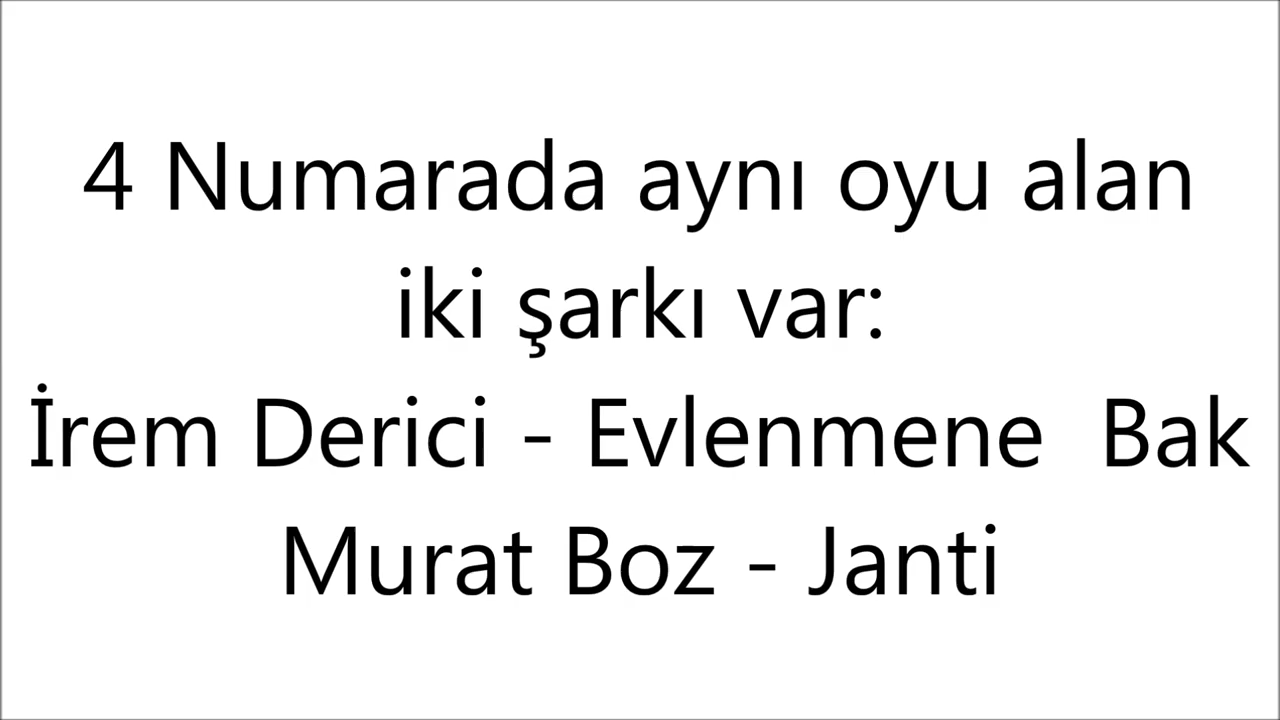 4 Numarada aynı oyu alan
iki şarkı var:
İrem Derici - Evlenmene  Bak
Murat Boz - Janti